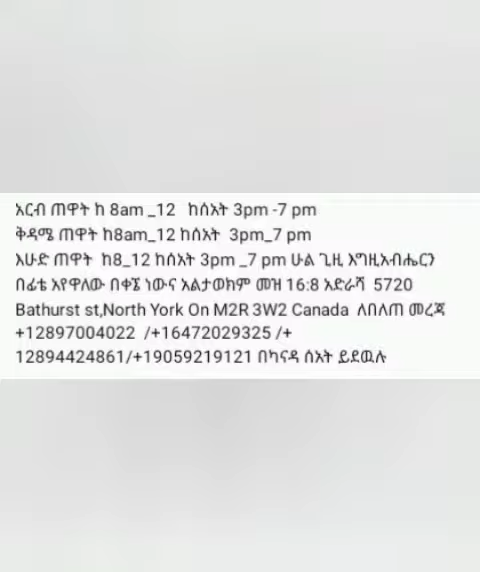 አርብ ጠዋት ከ 8am _12 ከሰአት 3pm -7 pm
ቅዳሜ ጠዋት ከ8am_12 ከሰአት 3pm_7 pm
እሁድ ጠዋት ከ8_12 ከሰአት 3pm _7 pm ሁል ጊዚ እግዚአብሔርን
በፊቴ አየዋለው በቀኜ ነውና አልታወክም መዝ 16:8 አድራሻ 5720
Bathurst st,North York On M2R 3W2 Canada ለበለጠ መረጃ
+12897004022 /+16472029325 /+
12894424861/+19059219121 በካናዳ ሰአት ይደዉሉ